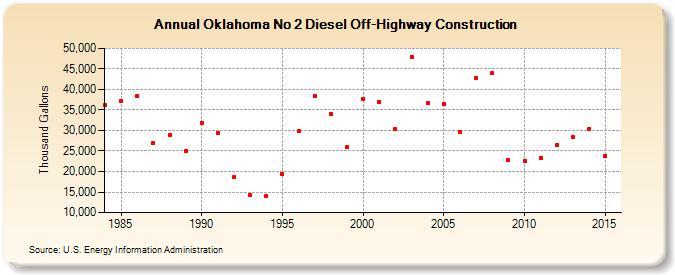 Annual Oklahoma No 2 Diesel Off-Highway Construction
Thousand Gallons
50,000
45,000
40,000
35,000
30,000
25,000
20,000
15,000
10,000
1985 1990 1995 2000 2005 2010 2015
Source: U.S. Energy Information Administration